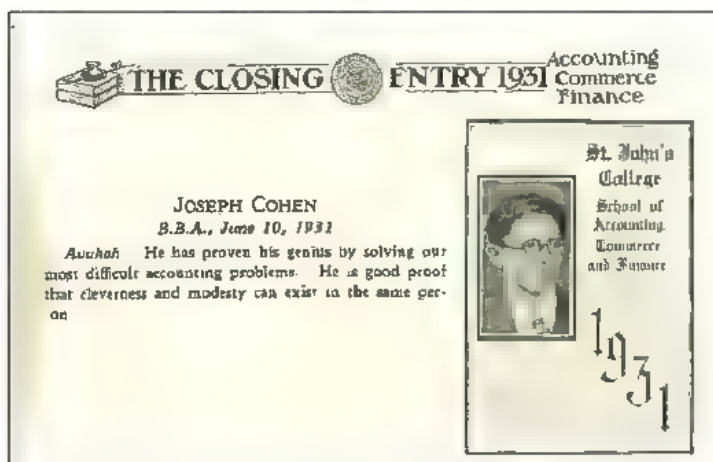 THE CLOSING ENTRY 1931
Accounting
Commerce
Finance
JOSEPH COHEN
B.B.A., June 10, 1931
Avukah He has proven his genius by solving our
most difficult accounting problems. He is good proof
that cleverness and modesty can exist in the same per-
on
St. John's
College
School of
Accounting
Commerce
and Finance
1931